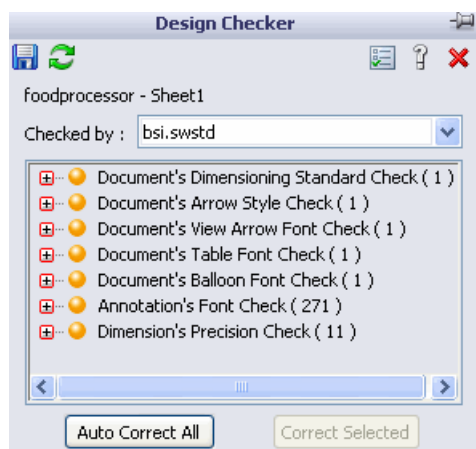 Design Checker
foodprocessor - Sheet1
Checked by : bsi.swstd
Document's Dimensioning Standard Check ( 1 )
Document's Arrow Style Check ( 1 )
Document's View Arrow Font Check ( 1 )
Document's Table Font Check ( 1 )
Document's Balloon Font Check ( 1 )
Annotation's Font Check ( 271 )
Dimension's Precision Check ( 11 )
Auto Correct All Correct Selected